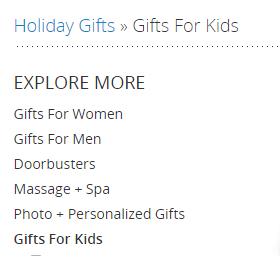 Holiday Gifts » Gifts For Kids
EXPLORE MORE
Gifts For Women
Gifts For Men
Doorbusters
Massage + Spa
Photo + Personalized Gifts
Gifts For Kids